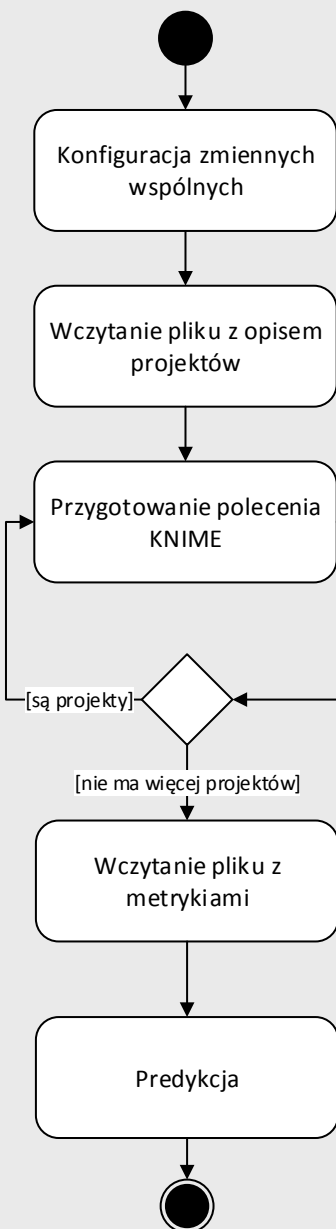 Konfiguracja zmiennych
wspólnych
Wczytanie pliku z opisem
projektów
Przygotowanie polecenia
KNIME
[są projekty]
[nie ma więcej projektów]
Wczytanie pliku z
metrykiami
Predykcja